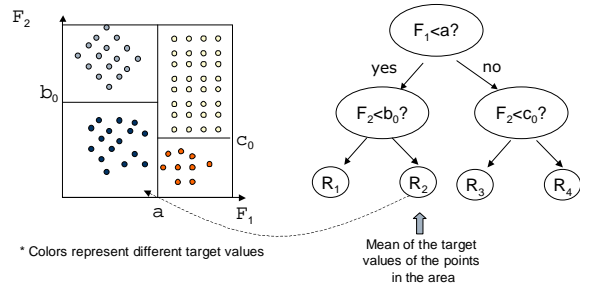 F2
b0
c0
a
F1
* Colors represent different target values
F1<a?
yes
no
F2<b0?
F2<c0?
R1
R2
R3
R4
Mean of the target
values of the points
in the area